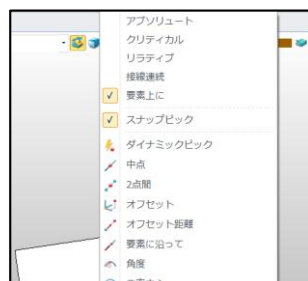 アブソリュート
クリティカル
リラティブ
接線連続
要素上に
スナップピック
ダイナミックピック
中点
2点間
オフセット
オフセット距離
要素に沿って
角度